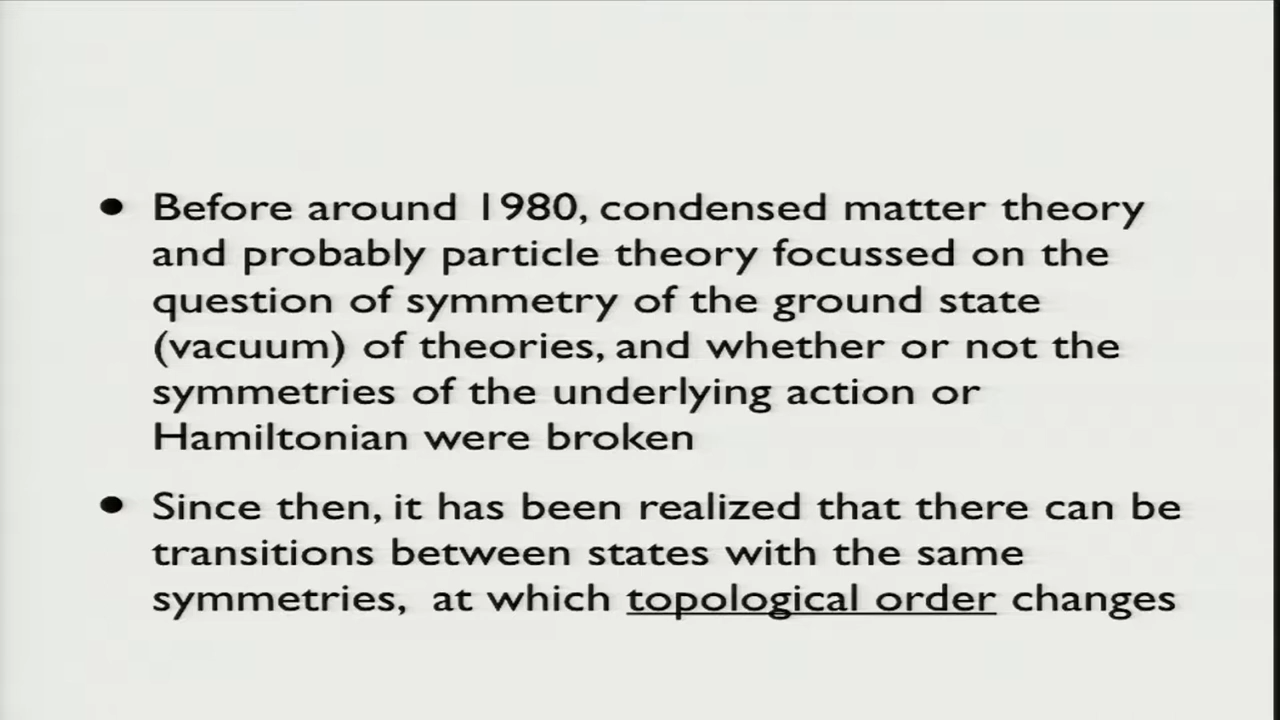 • Before around 1980, condensed matter theory
and probably particle theory focussed on the
question of symmetry of the ground state
(vacuum) of theories, and whether or not the
symmetries of the underlying action or
Hamiltonian were broken
• Since then, it has been realized that there can be
transitions between states with the same
symmetries, at which topological order changes